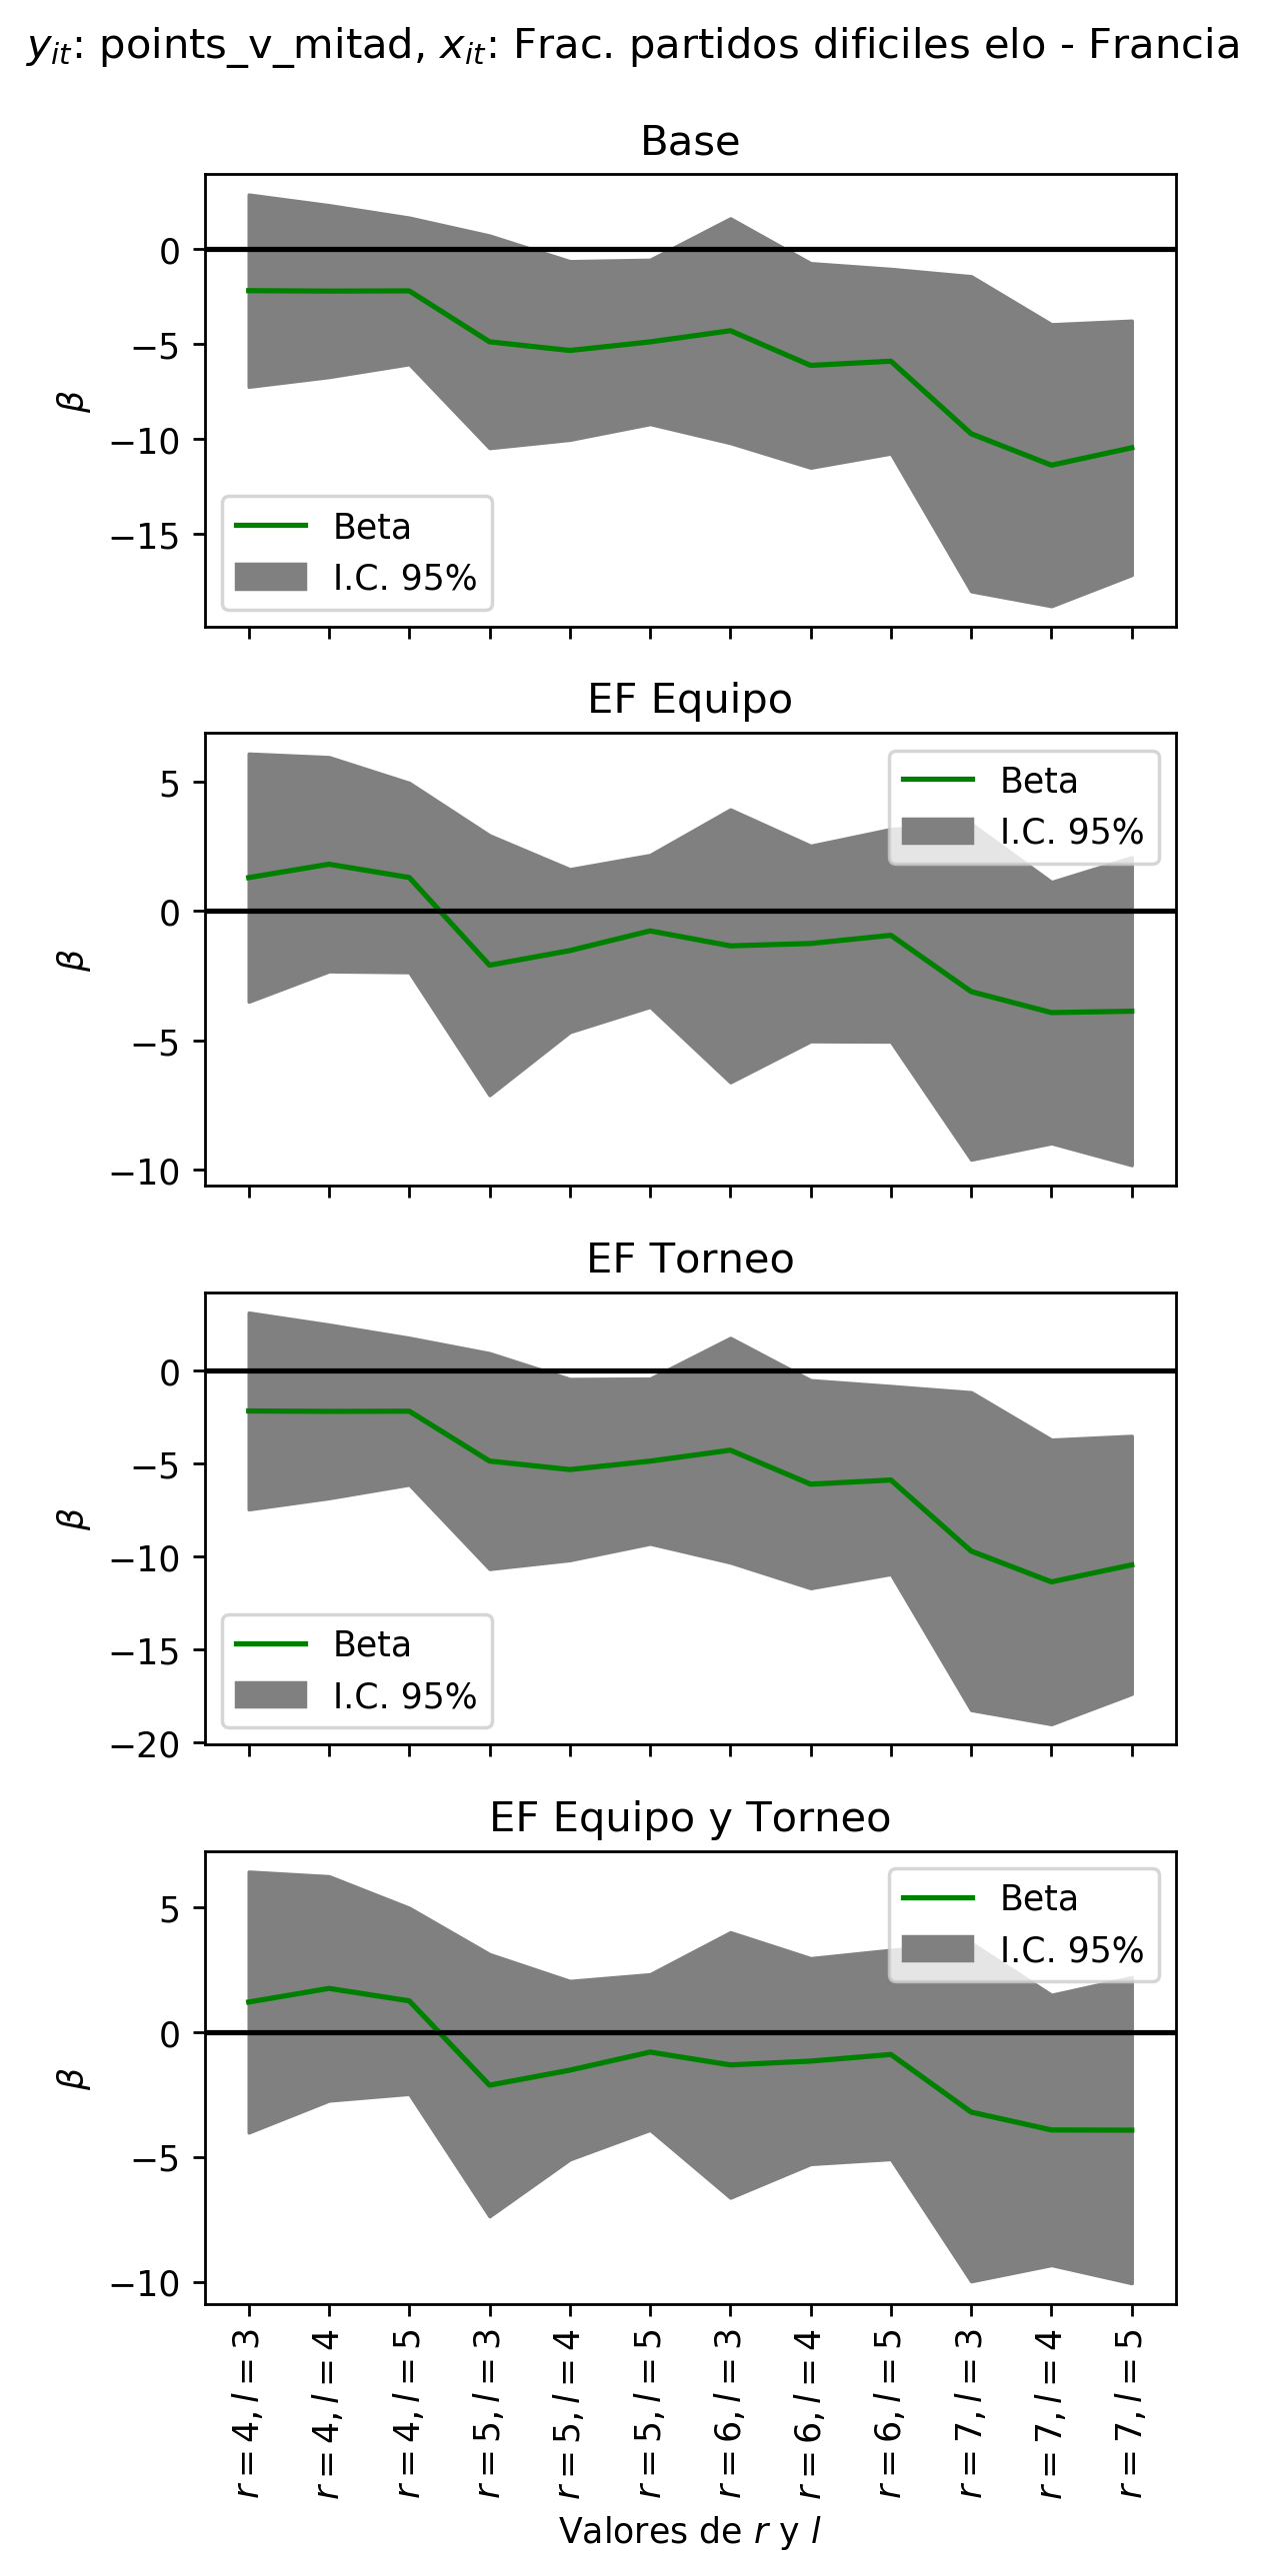 y_it: points_v_mitad, x_it: Frac. partidos dificiles elo - Francia
Base
0
−5
−10
−15
β
Beta
I.C. 95%
EF Equipo
5
0
−5
−10
β
Beta
I.C. 95%
EF Torneo
0
−5
−10
−15
−20
β
Beta
I.C. 95%
EF Equipo y Torneo
5
0
−5
−10
β
Beta
I.C. 95%
r = 4, l = 3
r = 4, l = 4
r = 4, l = 5
r = 5, l = 3
r = 5, l = 4
r = 5, l = 5
r = 6, l = 3
r = 6, l = 4
r = 6, l = 5
r = 7, l = 3
r = 7, l = 4
r = 7, l = 5
Valores de r y l